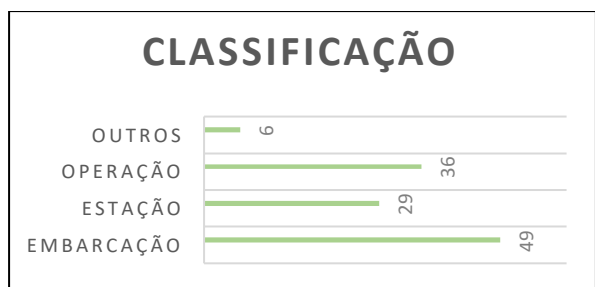 CLASSIFICAÇÃO
OUTROS 6
OPERAÇÃO 36
ESTAÇÃO 29
EMBARCAÇÃO 49